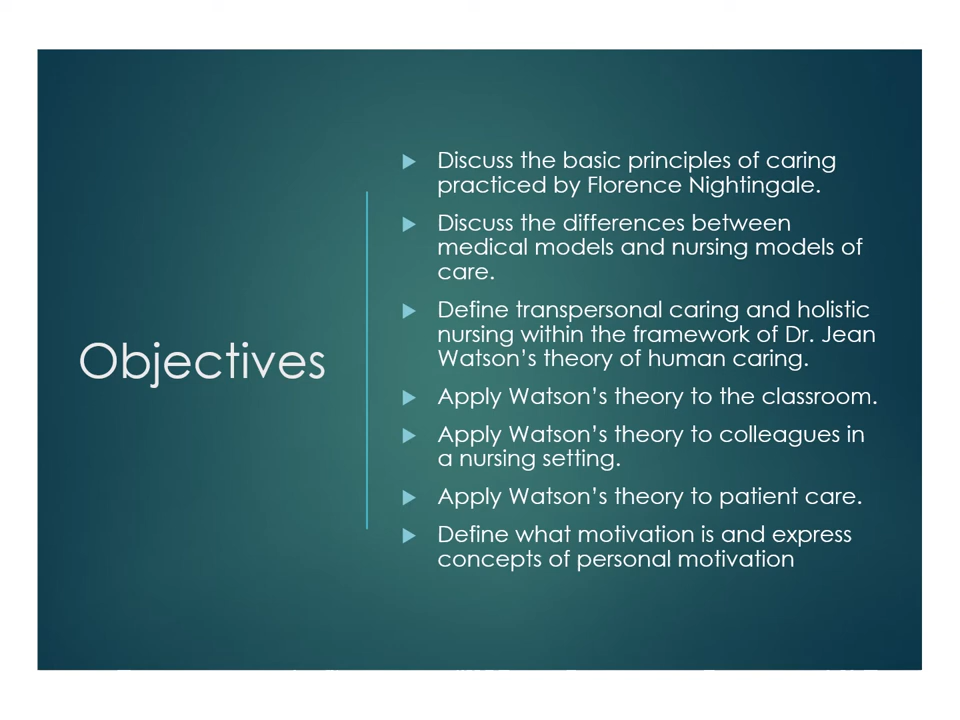 Objectives
Discuss the basic principles of caring
practiced by Florence Nightingale.
Discuss the differences between
medical models and nursing models of
care.
Define transpersonal caring and holistic
nursing within the framework of Dr. Jean
Watson's theory of human caring.
Apply Watson's theory to the classroom.
Apply Watson's theory to colleagues in
a nursing setting.
Apply Watson's theory to patient care.
Define what motivation is and express
concepts of personal motivation